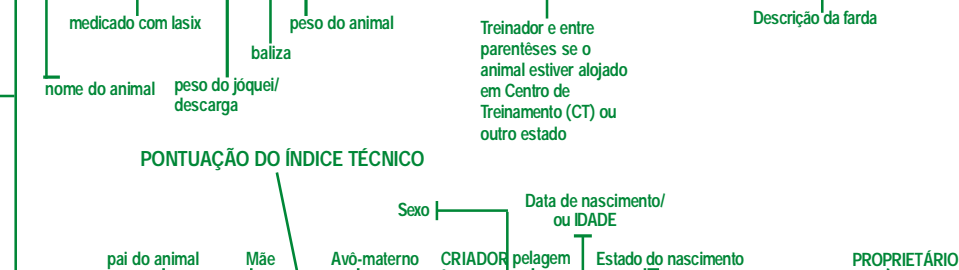 medicado com lasix
peso do animal
Descrição da farda
baliza
nome do animal
peso do jóquei/
descarga
Treinador e entre
parentêses se o
animal estiver alojado
em Centro de
Treinamento (CT) ou
outro estado
PONTUAÇÃO DO ÍNDICE TÉCNICO
Sexo
Data de nascimento/
ou IDADE
pai do animal
Mãe
Avô-materno
CRIADOR
pelagem
Estado do nascimento
PROPRIETÁRIO